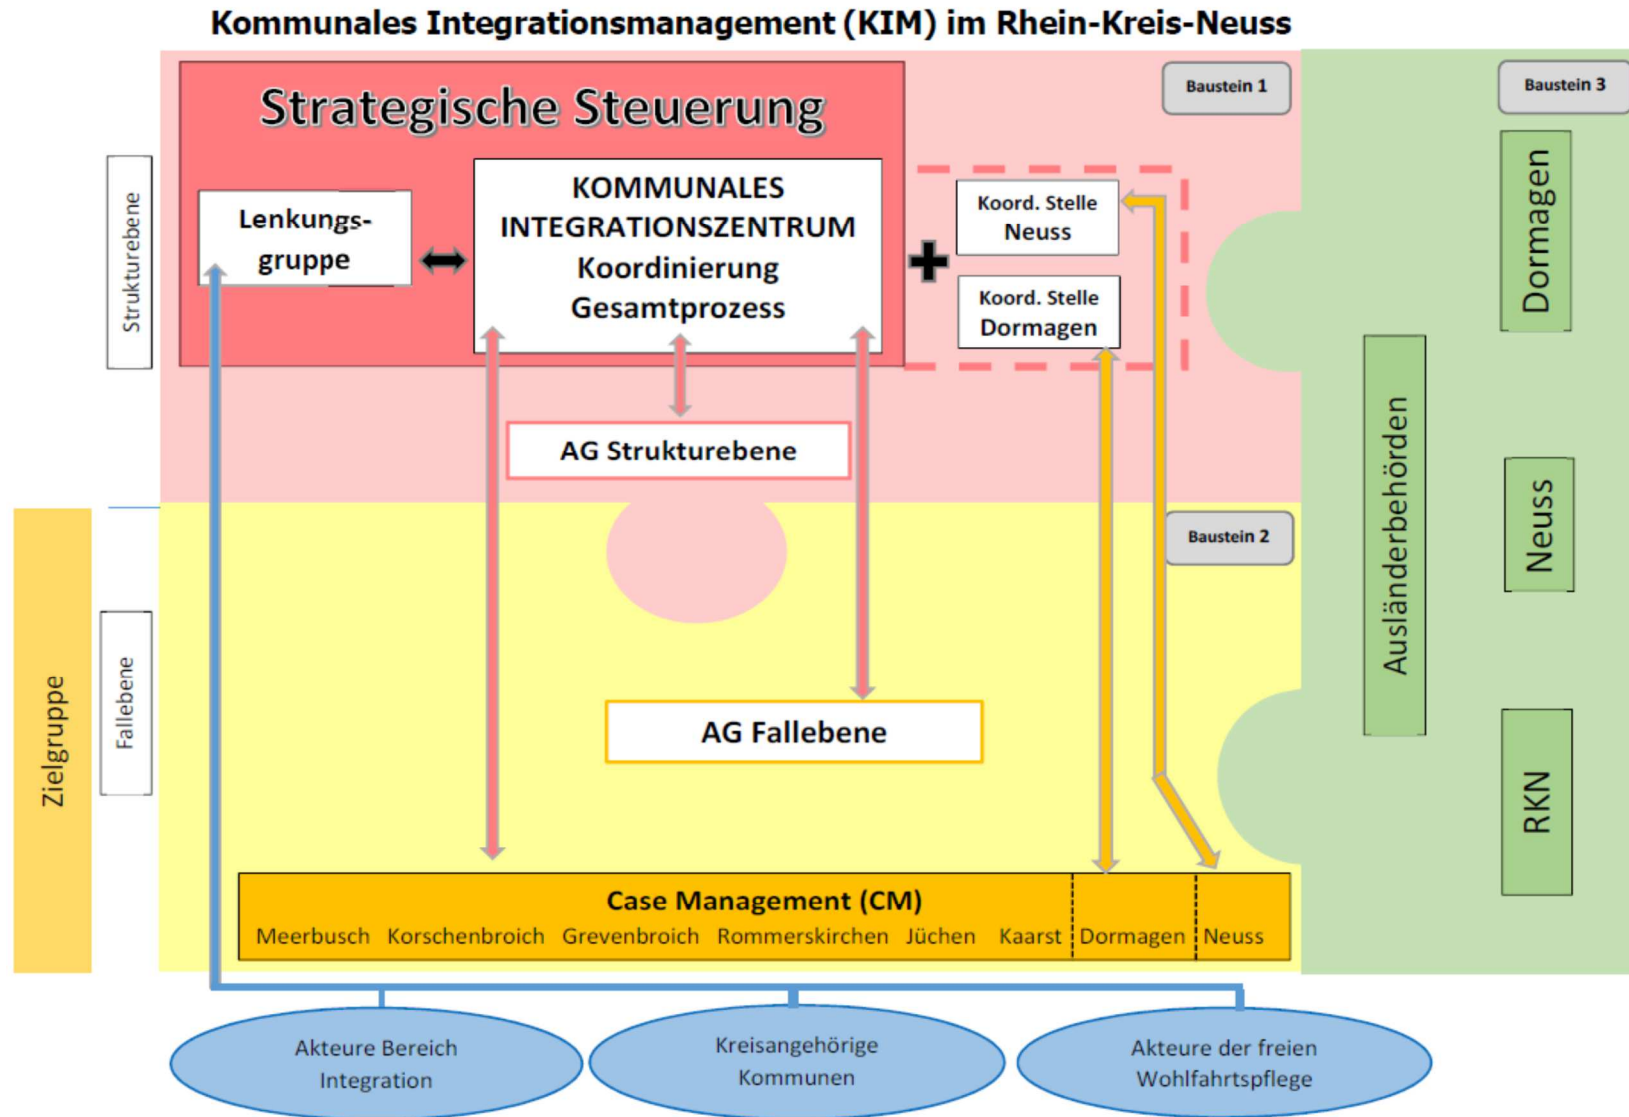 Kommunales Integrationsmanagement (KIM) im Rhein-Kreis-Neuss
Strategische Steuerung
Baustein 1
Baustein 3
Strukturebene
Lenkungs-
gruppe
KOMMUNALES
INTEGRATIONSZENTRUM
Koordinierung
Gesamtprozess
Koord. Stelle
Neuss
Koord. Stelle
Dormagen
Dormagen
AG Strukturebene
Ausländerbehörden
Neuss
Baustein 2
Zielgruppe
Fallebene
AG Fallebene
RKN
Case Management (CM)
Meerbusch Korschenbroich Grevenbroich Rommerskirchen Jüchen Kaarst Dormagen Neuss
Akteure Bereich
Integration
Kreisangehörige
Kommunen
Akteure der freien
Wohlfahrtspflege